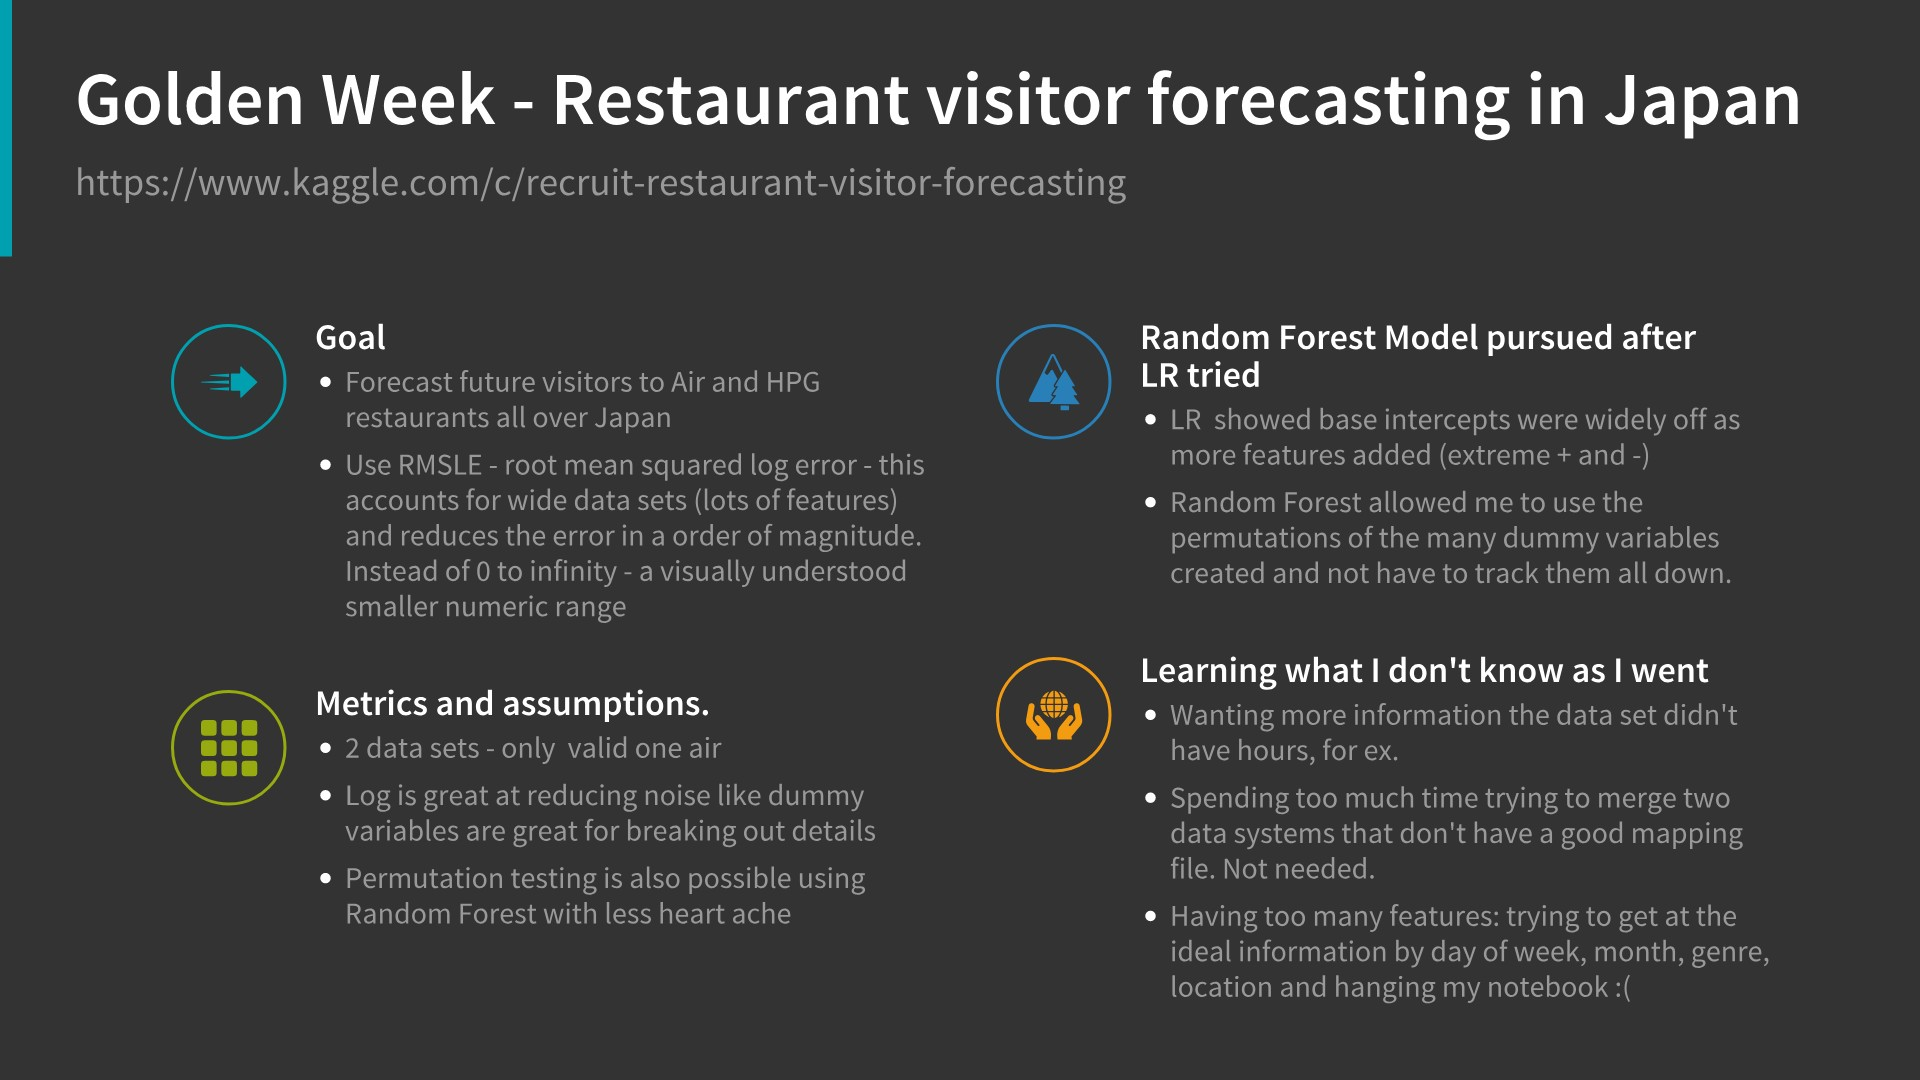 Golden Week - Restaurant visitor forecasting in Japan
https://www.kaggle.com/c/recruit-restaurant-visitor-forecasting
Goal
• Forecast future visitors to Air and HPG
restaurants all over Japan
• Use RMSLE - root mean squared log error - this
accounts for wide data sets (lots of features)
and reduces the error in a order of magnitude.
Instead of 0 to infinity - a visually understood
smaller numeric range
Metrics and assumptions.
• 2 data sets - only  valid one air
• Log is great at reducing noise like dummy
variables are great for breaking out details
• Permutation testing is also possible using
Random Forest with less heart ache
Random Forest Model pursued after
LR tried
• LR  showed base intercepts were widely off as
more features added (extreme + and -)
• Random Forest allowed me to use the
permutations of the many dummy variables
created and not have to track them all down.
Learning what I don't know as I went
• Wanting more information the data set didn't
have hours, for ex.
• Spending too much time trying to merge two
data systems that don't have a good mapping
file. Not needed.
• Having too many features: trying to get at the
ideal information by day of week, month, genre,
location and hanging my notebook :(